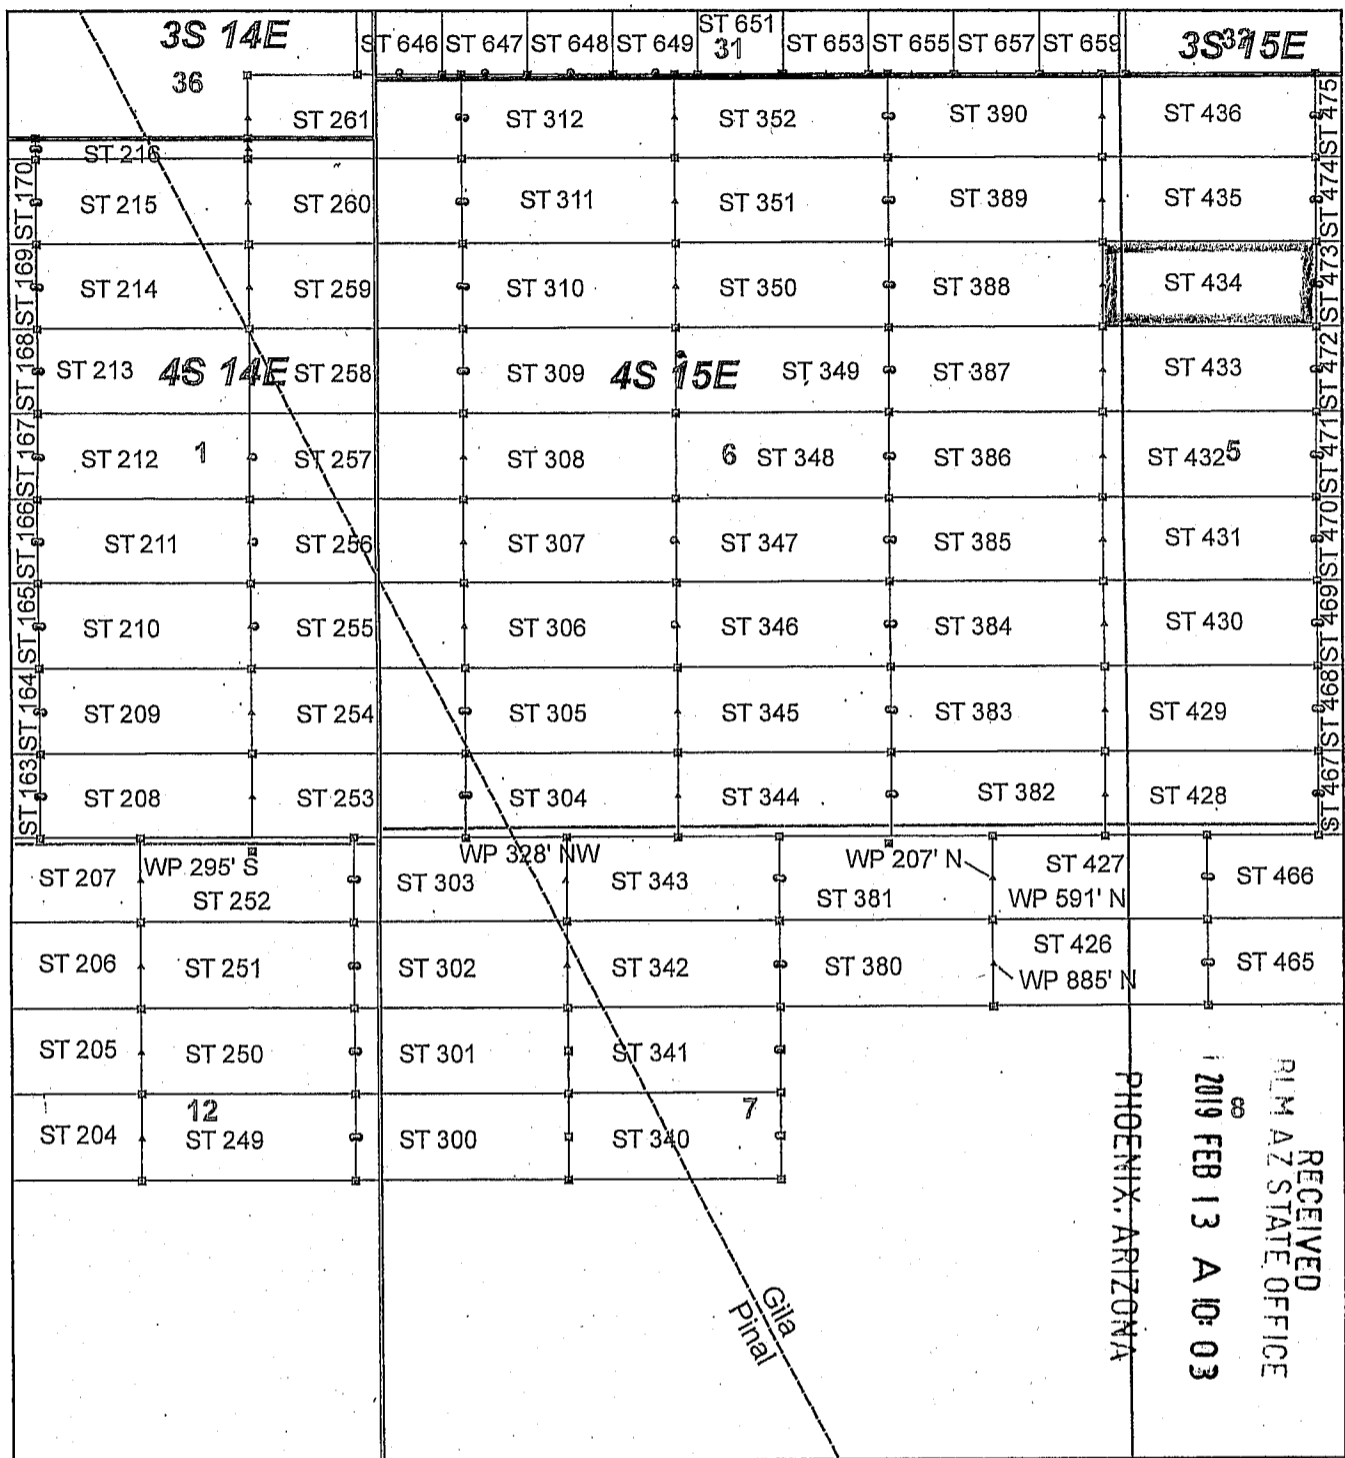 3S 14E
36
ST 646 ST 647 ST 648 ST 649 ST 651 ST 653 ST 655 ST 657 ST 659
31
3S 15E
32
ST 261 ST 312 ST 352 ST 390 ST 436 ST 475
ST 216
ST 170 ST 215 ST 260 ST 311 ST 351 ST 389 ST 435 ST 474
ST 169 ST 214 ST 259 ST 310 ST 350 ST 388 ST 434 ST 473
ST 168 ST 213 4S 14E ST 258 ST 309 4S 15E ST 349 ST 387 ST 433 ST 472
ST 167 ST 212 1 ST 257 ST 308 6 ST 348 ST 386 ST 432 5 ST 471
ST 166 ST 211 ST 256 ST 307 ST 347 ST 385 ST 431 ST 470
ST 165 ST 210 ST 255 ST 306 ST 346 ST 384 ST 430 ST 469
ST 164 ST 209 ST 254 ST 305 ST 345 ST 383 ST 429 ST 468
ST 163 ST 208 ST 253 ST 304 ST 344 ST 382 ST 428 ST 467
WP 295' S WP 328' NW WP 207' N
ST 207 ST 252 ST 303 ST 343 ST 381 ST 427 ST 466
WP 591' N
ST 206 ST 251 ST 302 ST 342 ST 380 ST 426 ST 465
WP 885' N
ST 205 ST 250 ST 301 ST 341
12 7 8
ST 204 ST 249 ST 300 ST 340
Gila
Pinal
RECEIVED
BLM AZ STATE OFFICE
2019 FEB 13 A 10:03
PHOENIX, ARIZONA